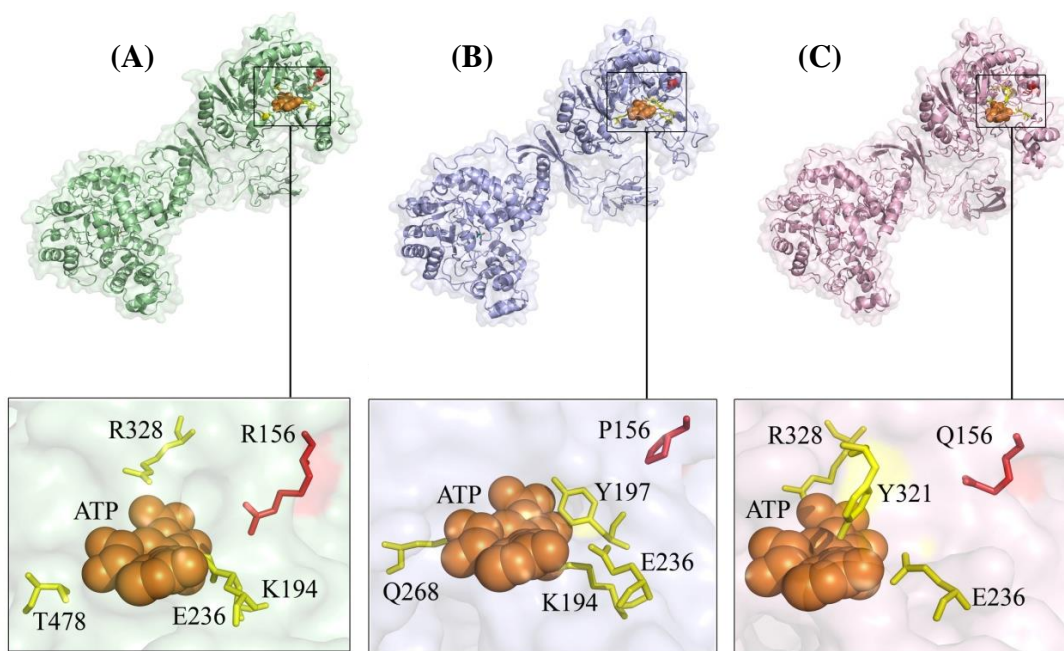 (A)
(B)
(C)
R328
R156
ATP
T478
E236
K194
P156
Y197
ATP
E236
Q268
K194
R328
Q156
Y321
ATP
E236